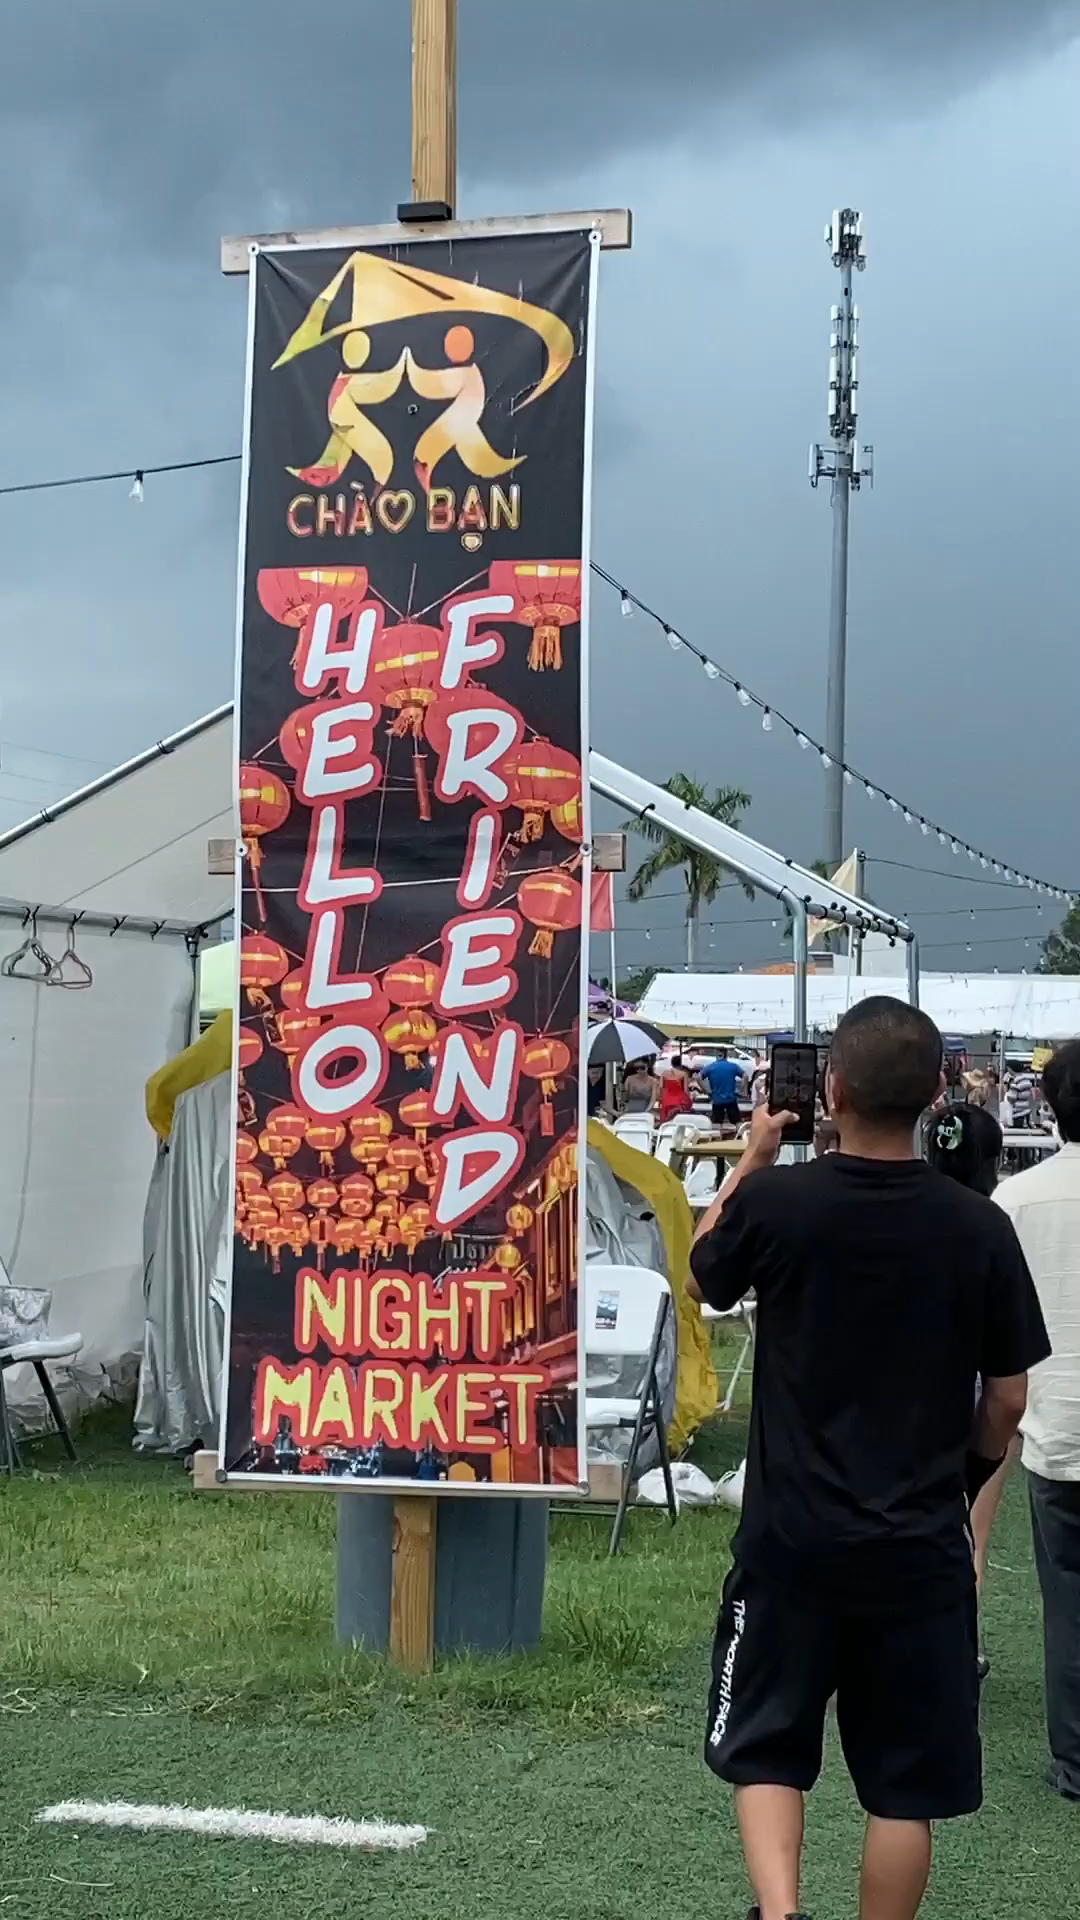 CHÀO BẠN
HELLO
FRIEND
NIGHT
MARKET
THE NORTH FACE